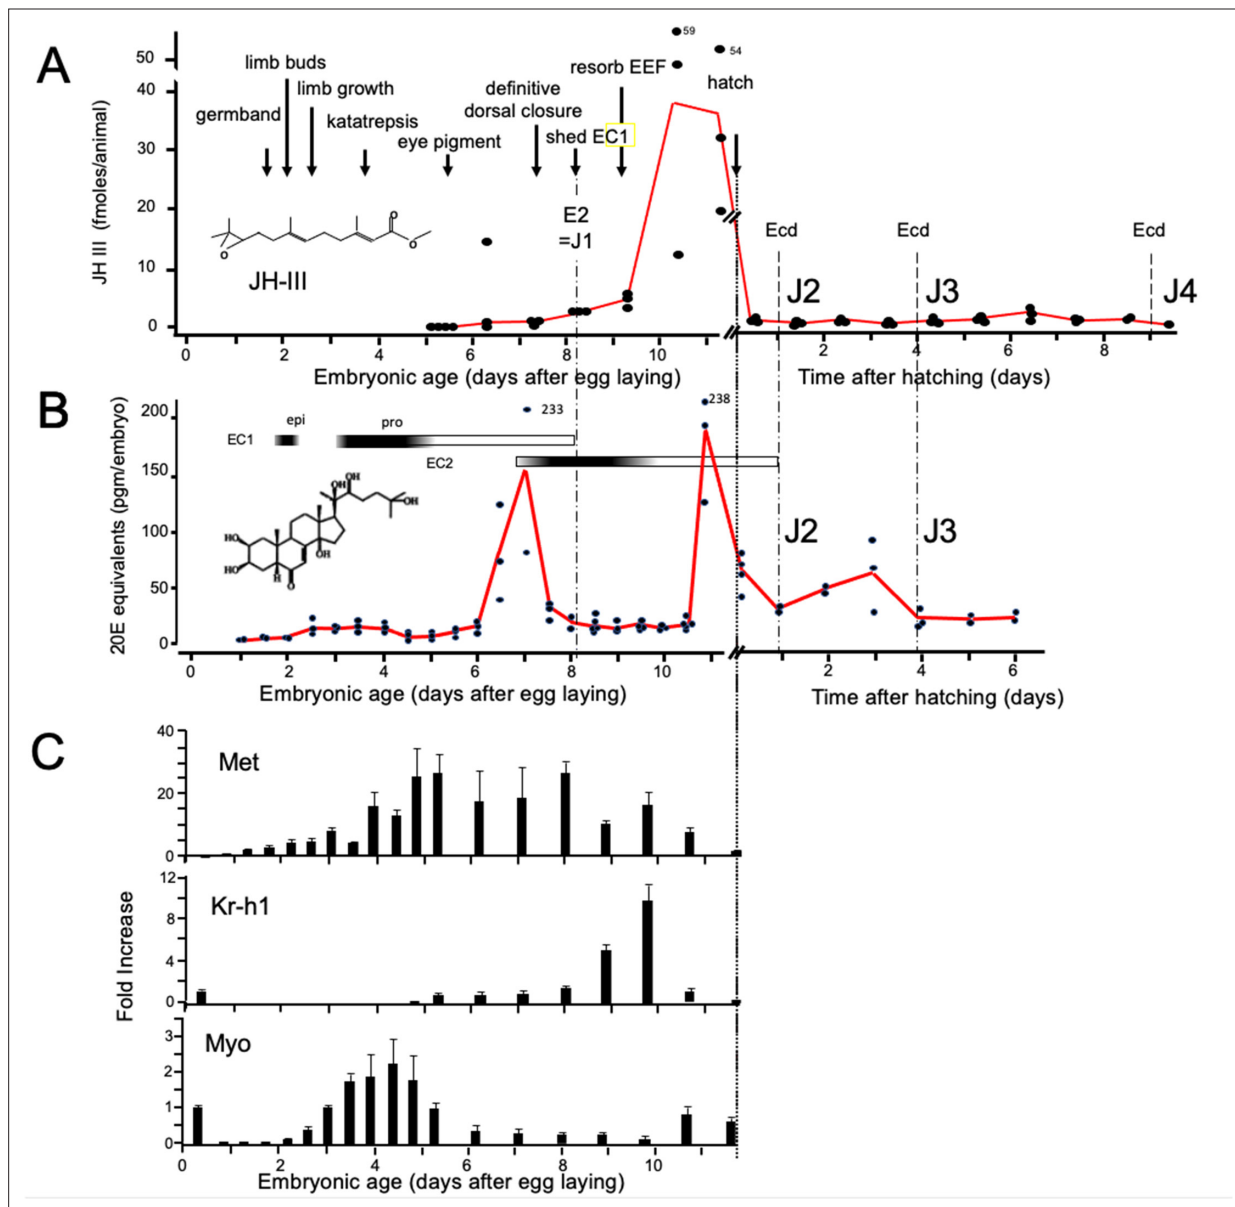 A
59
54
50
limb buds
resorb EEF
hatch
limb growth
definitive
40
germband
dorsal closure
katatrepsis
shed EC1
eye pigment
30
JH III (fmoles/animal)
20
E2
=J1
Ecd
Ecd
Ecd
O
O
O
JH-III
10
J2
J3
J4
0
0 2 4 6 8 10
2 4 6 8
Embryonic age (days after egg laying)
Time after hatching (days)
B
200
233
238
epi
pro
EC1
EC2
150
OH
OH
OH
HO
HO
OH
H
O
100
J2
J3
50
20E equivalents (pgm/embryo)
0
0 2 4 6 8 10
2 4 6
Embryonic age (days after egg laying)
Time after hatching (days)
C
40
Met
20
0
12
Kr-h1
8
4
0
Fold Increase
Myo
3
2
1
0
0 2 4 6 8 10
Embryonic age (days after egg laying)